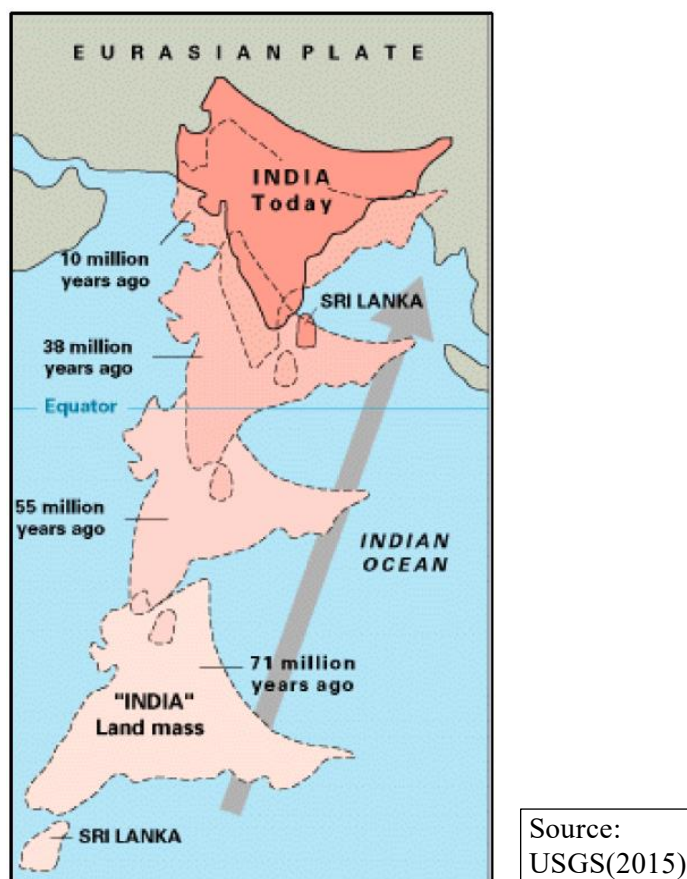 EURASIAN PLATE
INDIA
Today
10 million
years ago
SRI LANKA
38 million
years ago
Equator
55 million
years ago
INDIAN
OCEAN
71 million
years ago
"INDIA"
Land mass
SRI LANKA
Source:
USGS(2015)